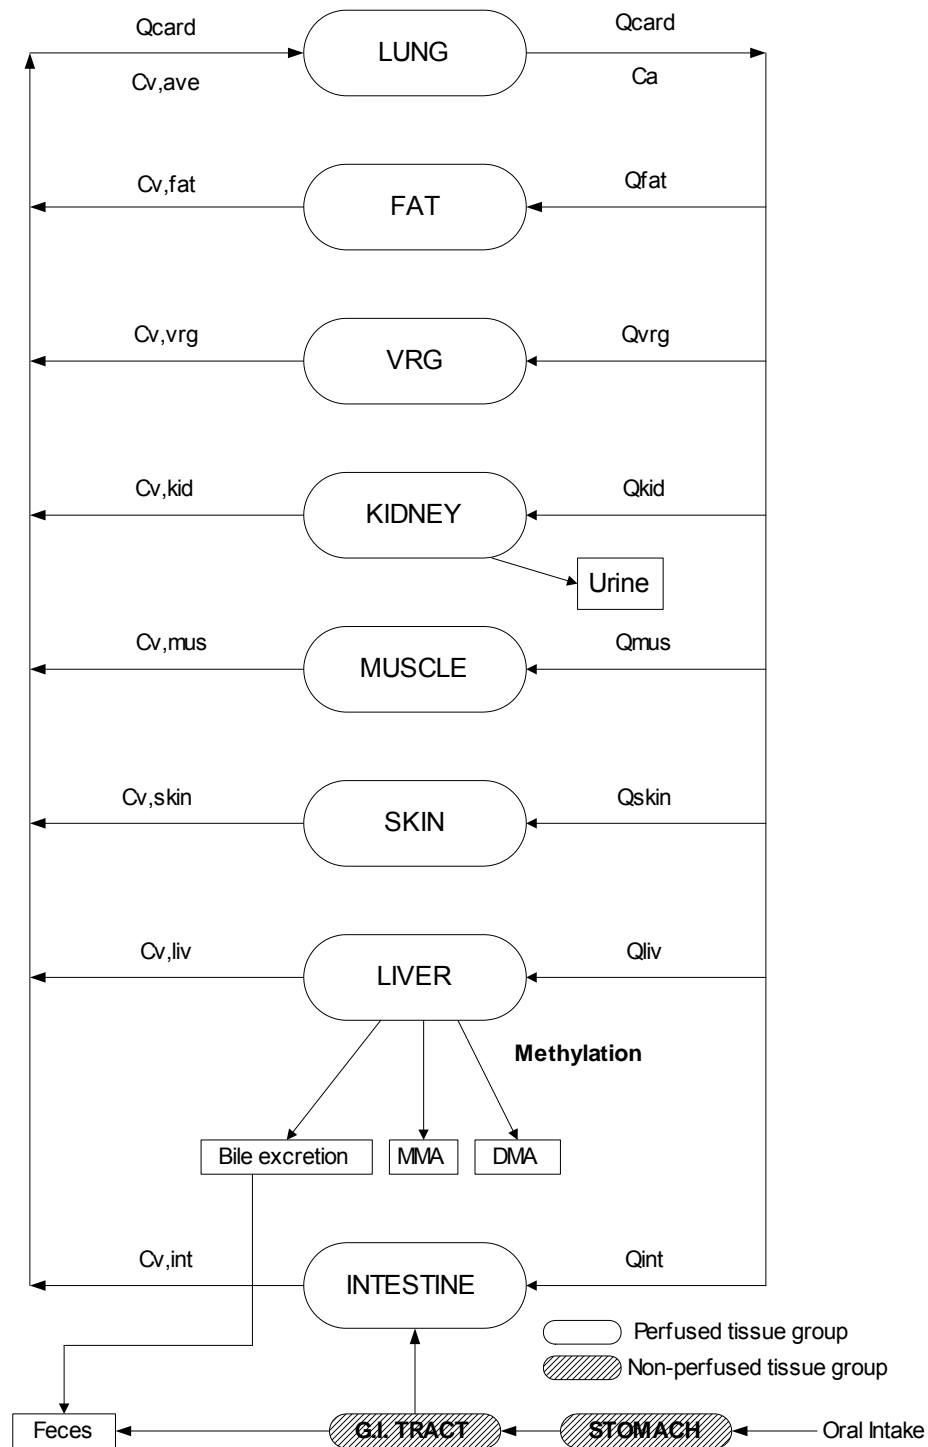 Qcard
Qcard
LUNG
Cv,ave
Ca
Cv,fat
Qfat
FAT
Cv,vrg
Qvrg
VRG
Cv,kid
Qkid
KIDNEY
Urine
Cv,mus
Qmus
MUSCLE
Cv,skin
Qskin
SKIN
Cv,liv
Qliv
LIVER
Methylation
Bile excretion
MMA
DMA
Cv,int
Qint
INTESTINE
Perfused tissue group
Non-perfused tissue group
Feces
G.I. TRACT
STOMACH
Oral Intake